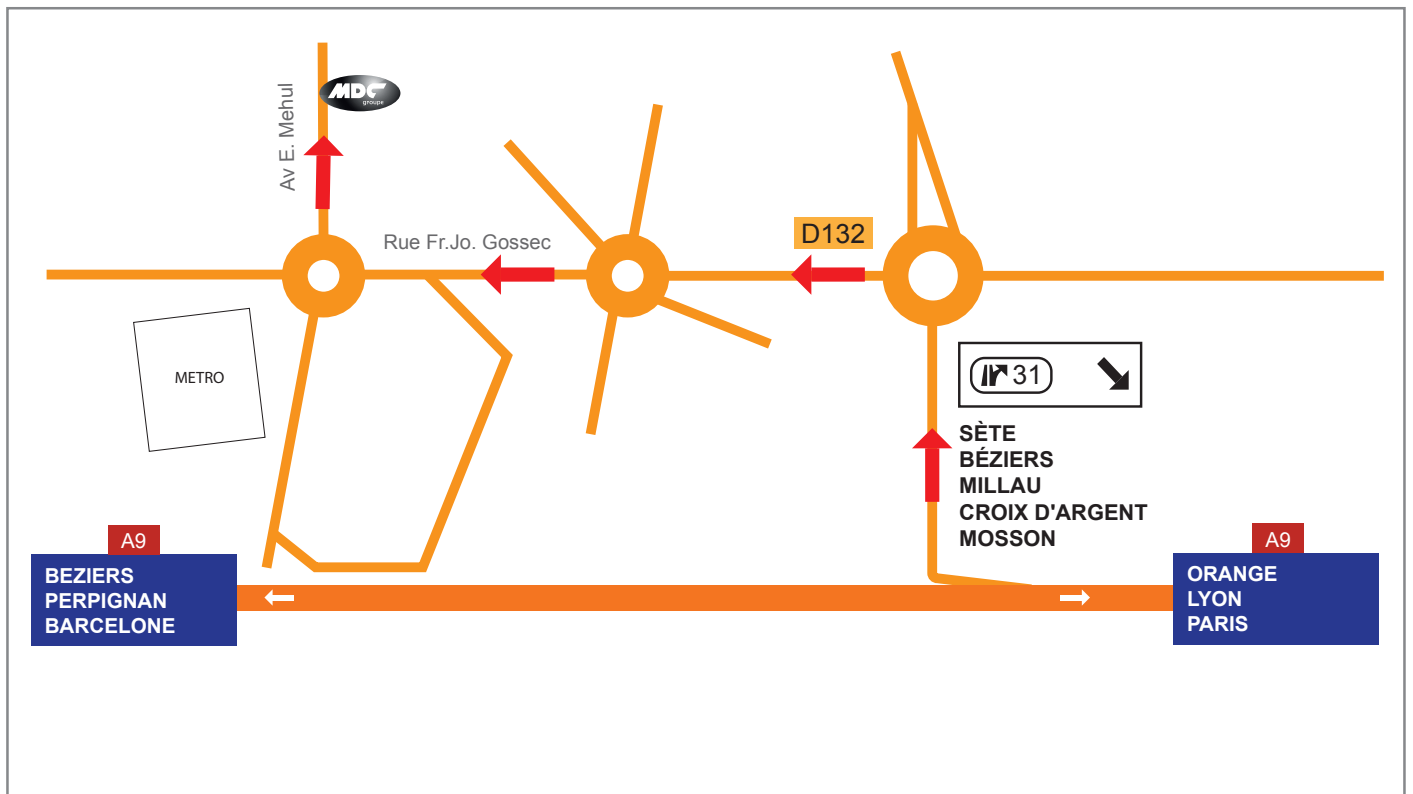 Av E. Mehul
MDC
groupe
Rue Fr.Jo. Gossec
D132
METRO
31
SÈTE
BÉZIERS
MILLAU
CROIX D'ARGENT
MOSSON
A9
BEZIERS
PERPIGNAN
BARCELONE
A9
ORANGE
LYON
PARIS